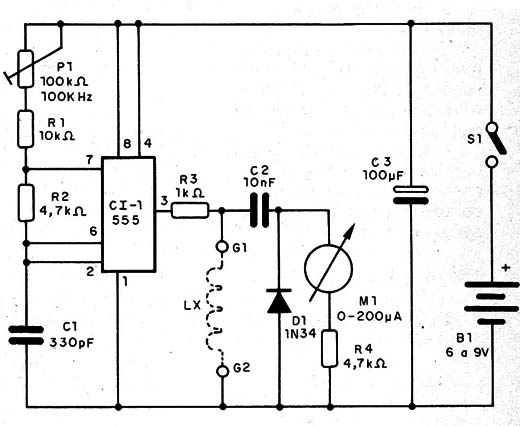 P1
100kΩ
100KHz
R1
10kΩ
R2
4,7kΩ
C1
330pF
7
6
2
8
4
CI-1
555
3
1
R3
1kΩ
C2
10nF
G1
LX
G2
D1
1N34
M1
0-200µA
R4
4,7kΩ
C3
100µF
S1
+
B1
6 a 9V